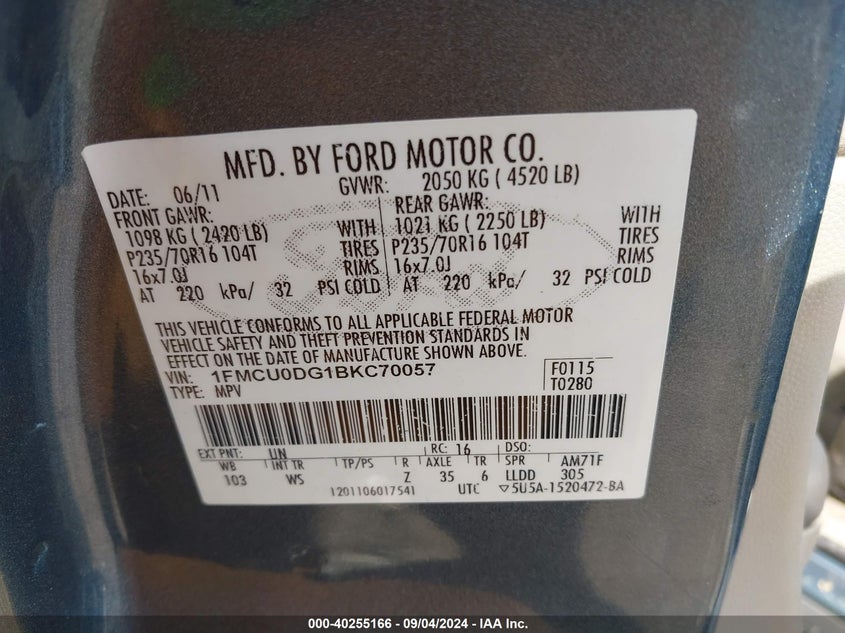 MFD. BY FORD MOTOR CO.
DATE: 06/11 GVWR: 2050 KG ( 4520 LB)
FRONT GAWR: REAR GAWR:
1098 KG ( 2420 LB) WITH 1021 KG ( 2250 LB) WITH
P235/70R16 104T TIRES P235/70R16 104T TIRES
16x7.0J RIMS 16x7.0J RIMS
AT 220 kPa/ 32 PSI COLD AT 220 kPa/ 32 PSI COLD
THIS VEHICLE CONFORMS TO ALL APPLICABLE FEDERAL MOTOR
VEHICLE SAFETY AND THEFT PREVENTION STANDARDS IN
EFFECT ON THE DATE OF MANUFACTURE SHOWN ABOVE.
VIN: 1FMCU0DG1BKC70057 F0115
TYPE: MPV T0280
EXT PNT: UN RC: 16 DSO:
WB INT TR TP/PS R AXLE TR SPR AM71F
103 WS Z 35 6 LLDD 305
1201106017541 UTC ▽5U5A-1520472-BA
000-40255166 - 09/04/2024 - IAA Inc.